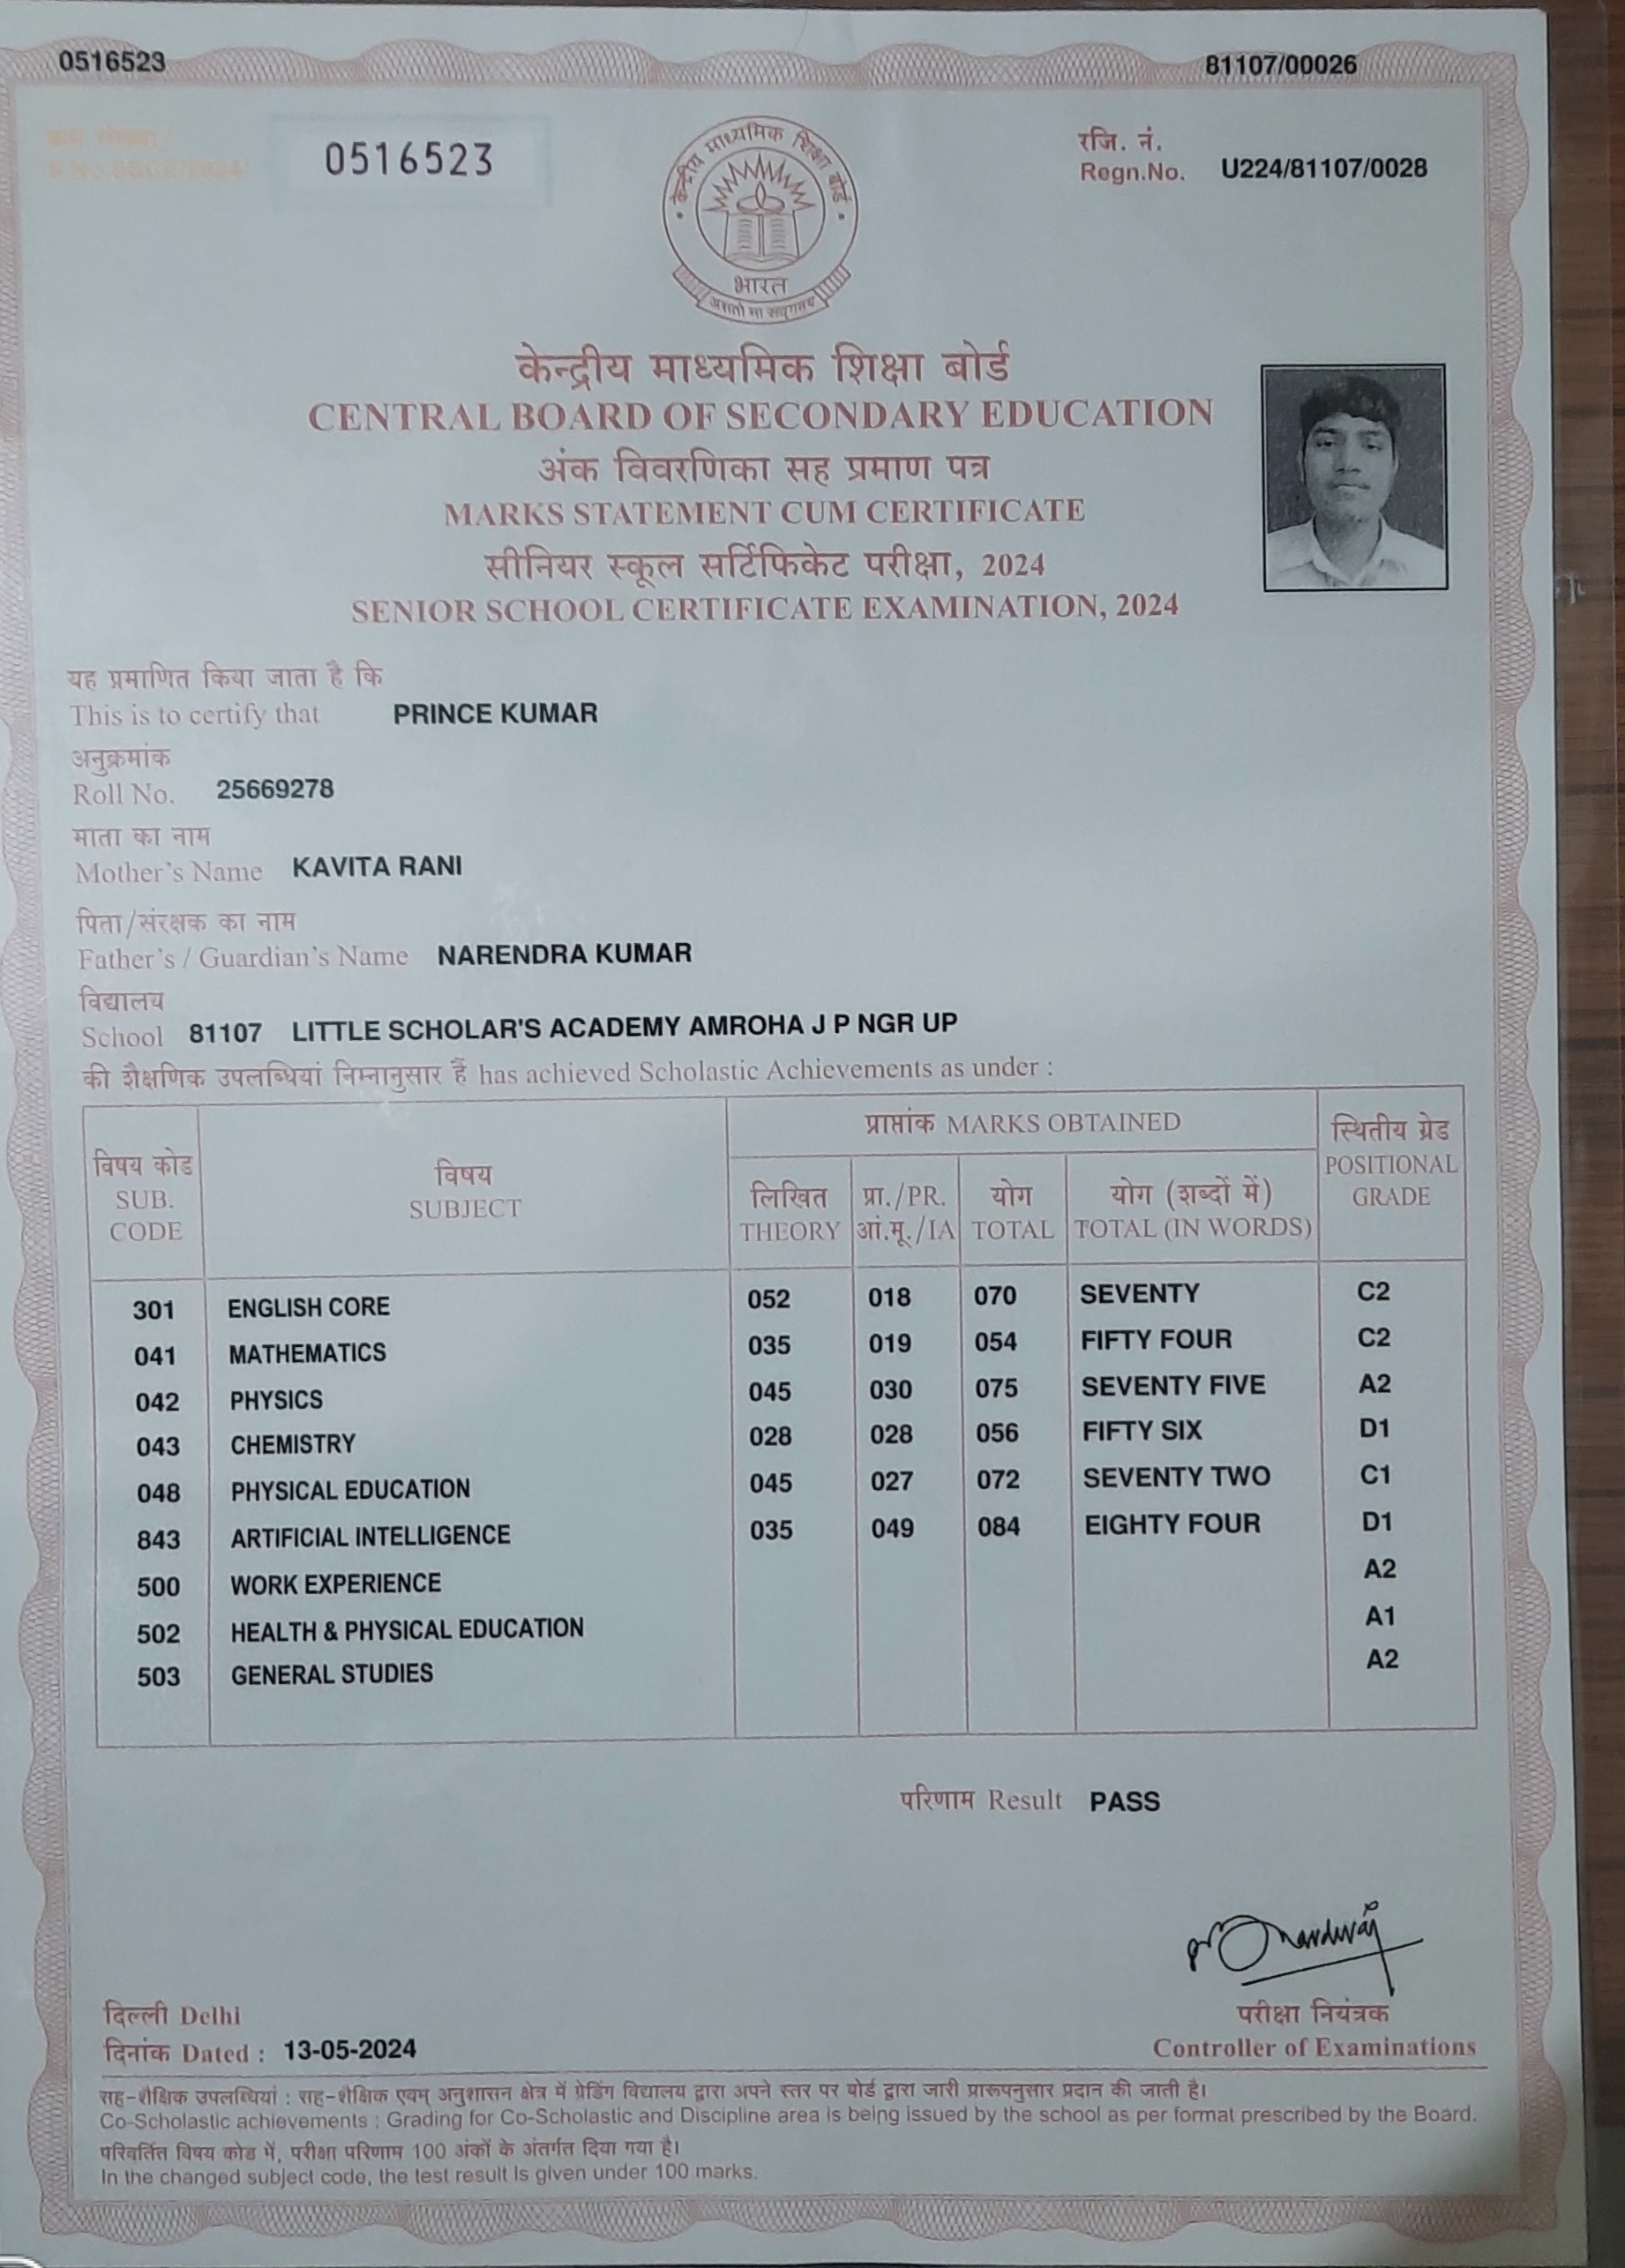 0516523
81107/00026
0516523
रजि. नं.
Regn.No. U224/81107/0028
केन्द्रीय माध्यमिक शिक्षा बोर्ड
भारत
असतो मा सद्गमय
केन्द्रीय माध्यमिक शिक्षा बोर्ड
CENTRAL BOARD OF SECONDARY EDUCATION
अंक विवरणिका सह प्रमाण पत्र
MARKS STATEMENT CUM CERTIFICATE
सीनियर स्कूल सर्टिफिकेट परीक्षा, 2024
SENIOR SCHOOL CERTIFICATE EXAMINATION, 2024
यह प्रमाणित किया जाता है कि
This is to certify that PRINCE KUMAR
अनुक्रमांक
Roll No. 25669278
माता का नाम
Mother's Name KAVITA RANI
पिता/संरक्षक का नाम
Father's / Guardian's Name NARENDRA KUMAR
विद्यालय
School 81107 LITTLE SCHOLAR'S ACADEMY AMROHA J P NGR UP
की शैक्षणिक उपलब्धियां निम्नानुसार हैं has achieved Scholastic Achievements as under :
विषय कोड
SUB.
CODE
विषय
SUBJECT
प्राप्तांक MARKS OBTAINED
लिखित
THEORY
प्रा./PR.
आं.मू./IA
योग
TOTAL
योग (शब्दों में)
TOTAL (IN WORDS)
स्थितीय ग्रेड
POSITIONAL
GRADE
301 ENGLISH CORE 052 018 070 SEVENTY C2
041 MATHEMATICS 035 019 054 FIFTY FOUR C2
042 PHYSICS 045 030 075 SEVENTY FIVE A2
043 CHEMISTRY 028 028 056 FIFTY SIX D1
048 PHYSICAL EDUCATION 045 027 072 SEVENTY TWO C1
843 ARTIFICIAL INTELLIGENCE 035 049 084 EIGHTY FOUR D1
500 WORK EXPERIENCE A2
502 HEALTH & PHYSICAL EDUCATION A1
503 GENERAL STUDIES A2
परिणाम Result PASS
दिल्ली Delhi
दिनांक Dated : 13-05-2024
परीक्षा नियंत्रक
Controller of Examinations
सह-शैक्षिक उपलब्धियां : सह-शैक्षिक एवम् अनुशासन क्षेत्र में ग्रेडिंग विद्यालय द्वारा अपने स्तर पर बोर्ड द्वारा जारी प्रारूपनुसार प्रदान की जाती है।
Co-Scholastic achievements : Grading for Co-Scholastic and Discipline area is being issued by the school as per format prescribed by the Board.
परिवर्तित विषय कोड में, परीक्षा परिणाम 100 अंकों के अंतर्गत दिया गया है।
In the changed subject code, the test result is given under 100 marks.